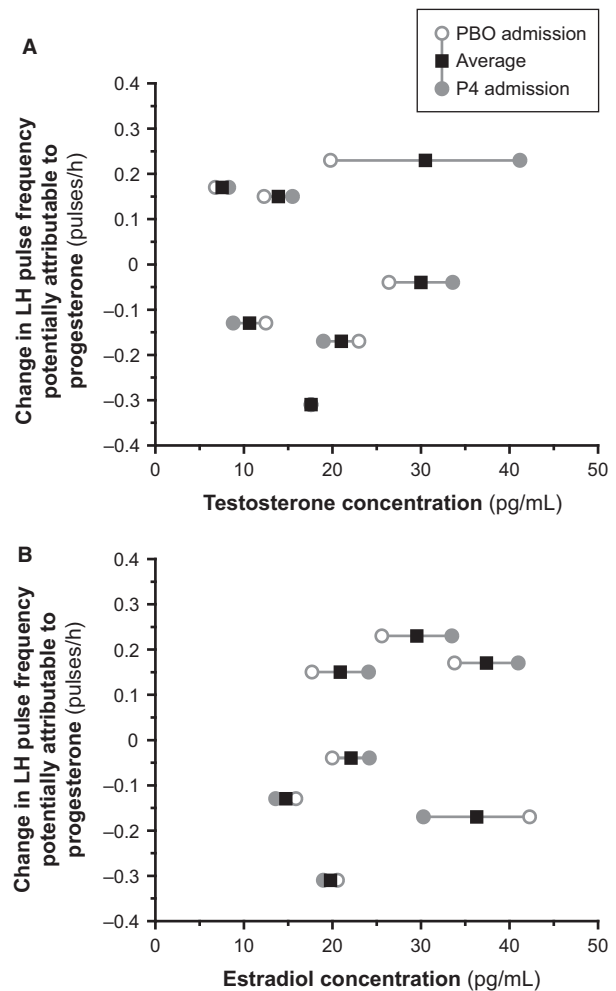 PBO admission
Average
P4 admission
A
Change in LH pulse frequency
potentially attributable to
progesterone (pulses/h)
0.4
0.3
0.2
0.1
0
–0.1
–0.2
–0.3
–0.4
0 10 20 30 40 50
Testosterone concentration (pg/mL)
B
Change in LH pulse frequency
potentially attributable to
progesterone (pulses/h)
0.4
0.3
0.2
0.1
0
–0.1
–0.2
–0.3
–0.4
0 10 20 30 40 50
Estradiol concentration (pg/mL)